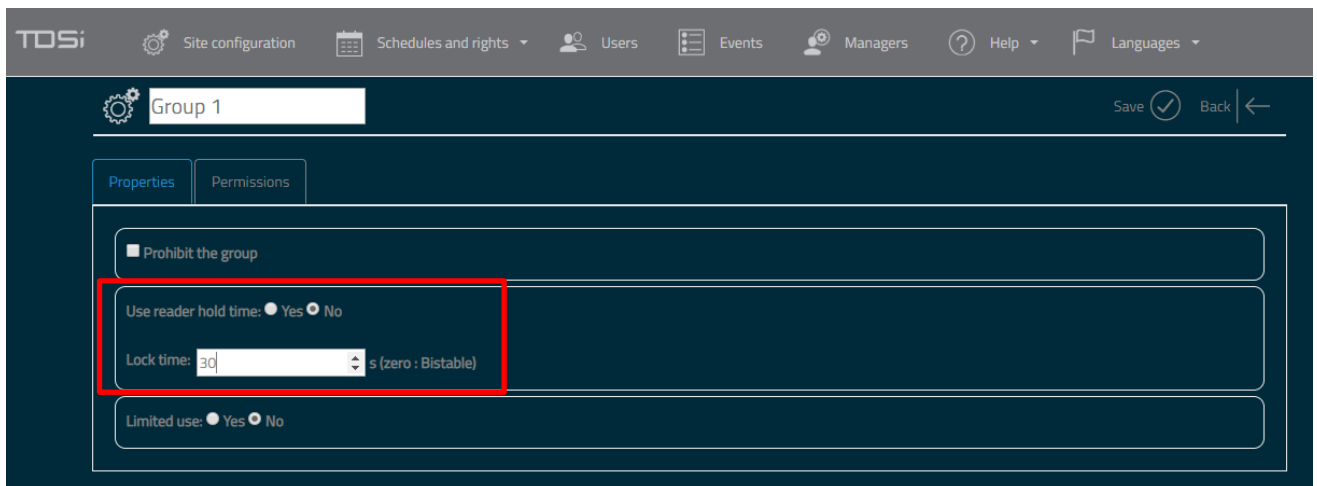 TDSi Site configuration Schedules and rights Users Events Managers Help Languages
Group 1 Save Back
Properties Permissions
Prohibit the group
Use reader hold time: Yes No
Lock time: 30 s (zero : Bistable)
Limited use: Yes No